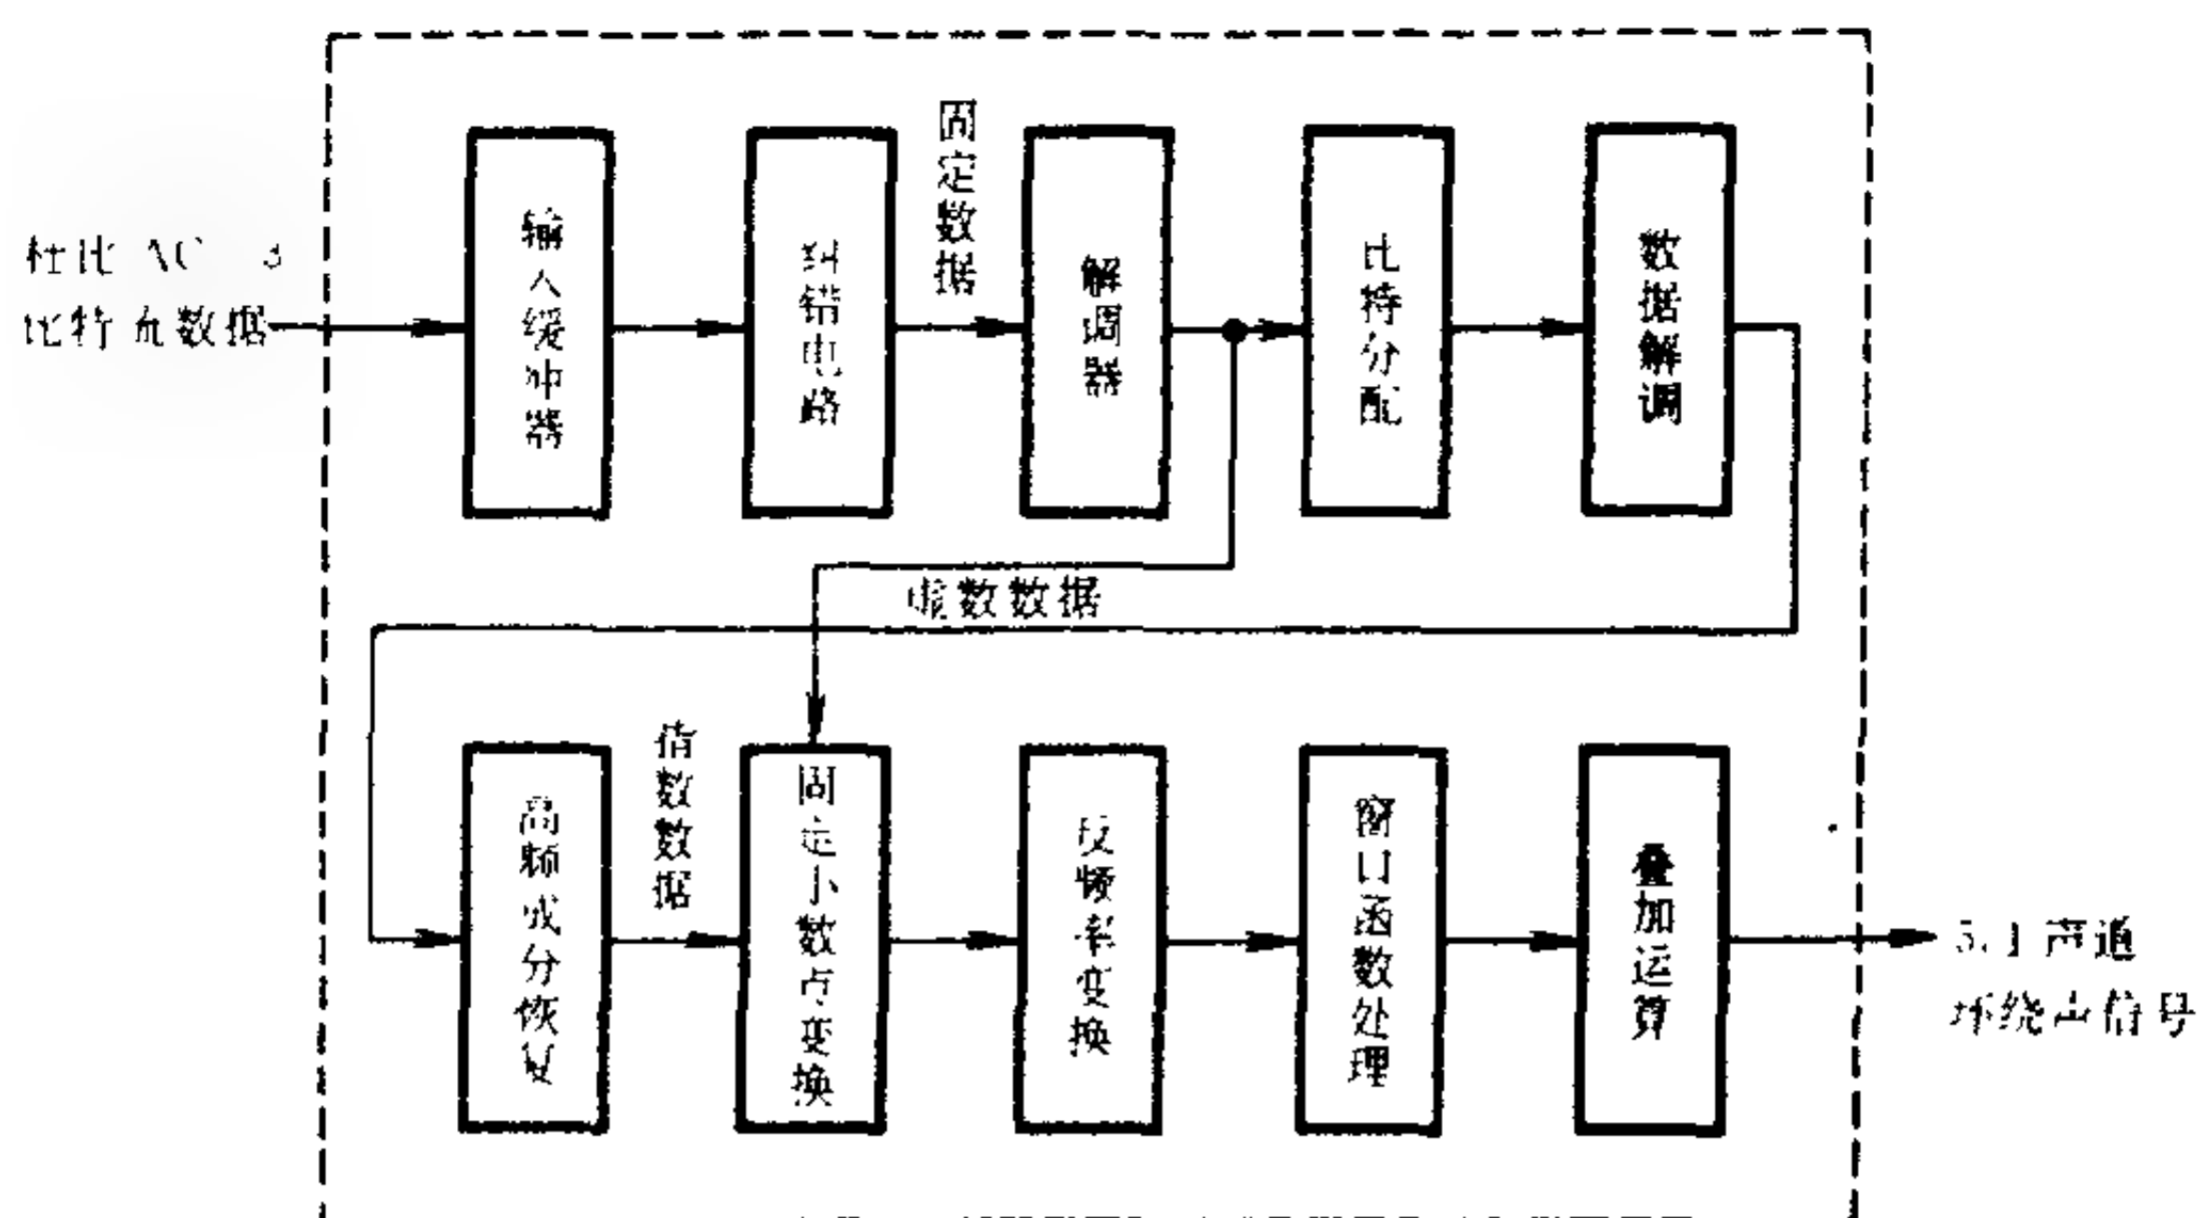 杜比 AC-3
比特流数据
输入缓冲器
纠错电路
固定数据
解调器
比特分配
数据解调
数数据
高频成分恢复
指数数据
固定小数点变换
反频率变换
窗口函数处理
叠加运算
5.1声道
环绕声信号